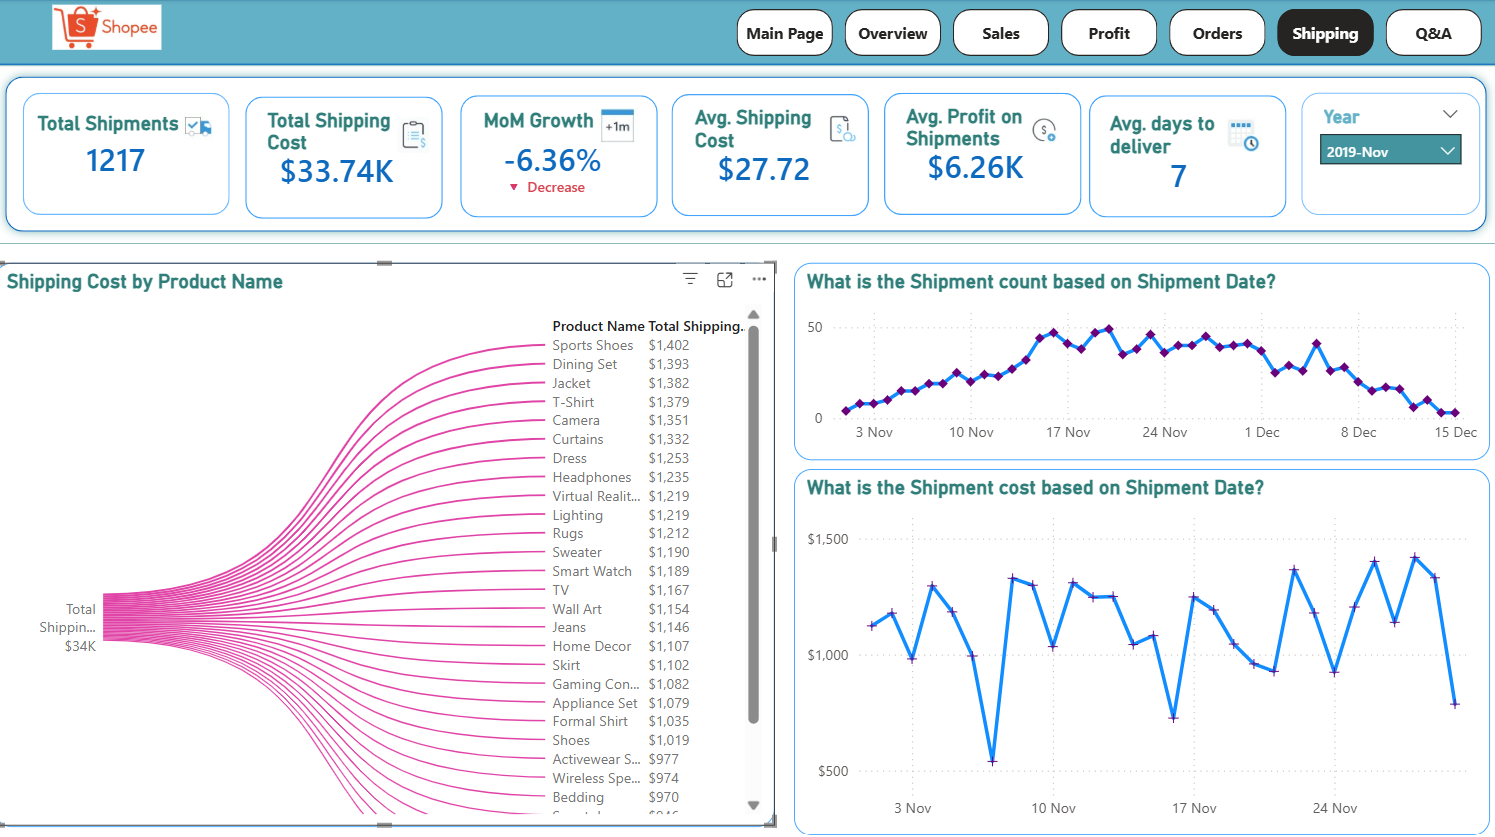 S Shopee
Main Page
Overview
Sales
Profit
Orders
Shipping
Q&A
Total Shipments
1217
Total Shipping
Cost
$33.74K
MoM Growth
+1m
-6.36%
▼ Decrease
Avg. Shipping
Cost
$27.72
Avg. Profit on
Shipments
$6.26K
Avg. days to
deliver
7
Year
2019-Nov
Shipping Cost by Product Name
Product Name Total Shipping..
Sports Shoes $1,402
Dining Set $1,393
Jacket $1,382
T-Shirt $1,379
Camera $1,351
Curtains $1,332
Dress $1,253
Headphones $1,235
Virtual Realit... $1,219
Lighting $1,219
Rugs $1,212
Sweater $1,190
Smart Watch $1,189
TV $1,167
Wall Art $1,154
Jeans $1,146
Home Decor $1,107
Skirt $1,102
Gaming Con... $1,082
Appliance Set $1,079
Formal Shirt $1,035
Shoes $1,019
Activewear S... $977
Wireless Spe... $974
Bedding $970
Total
Shippin...
$34K
What is the Shipment count based on Shipment Date?
50
0
3 Nov 10 Nov 17 Nov 24 Nov 1 Dec 8 Dec 15 Dec
What is the Shipment cost based on Shipment Date?
$1,500
$1,000
$500
3 Nov 10 Nov 17 Nov 24 Nov